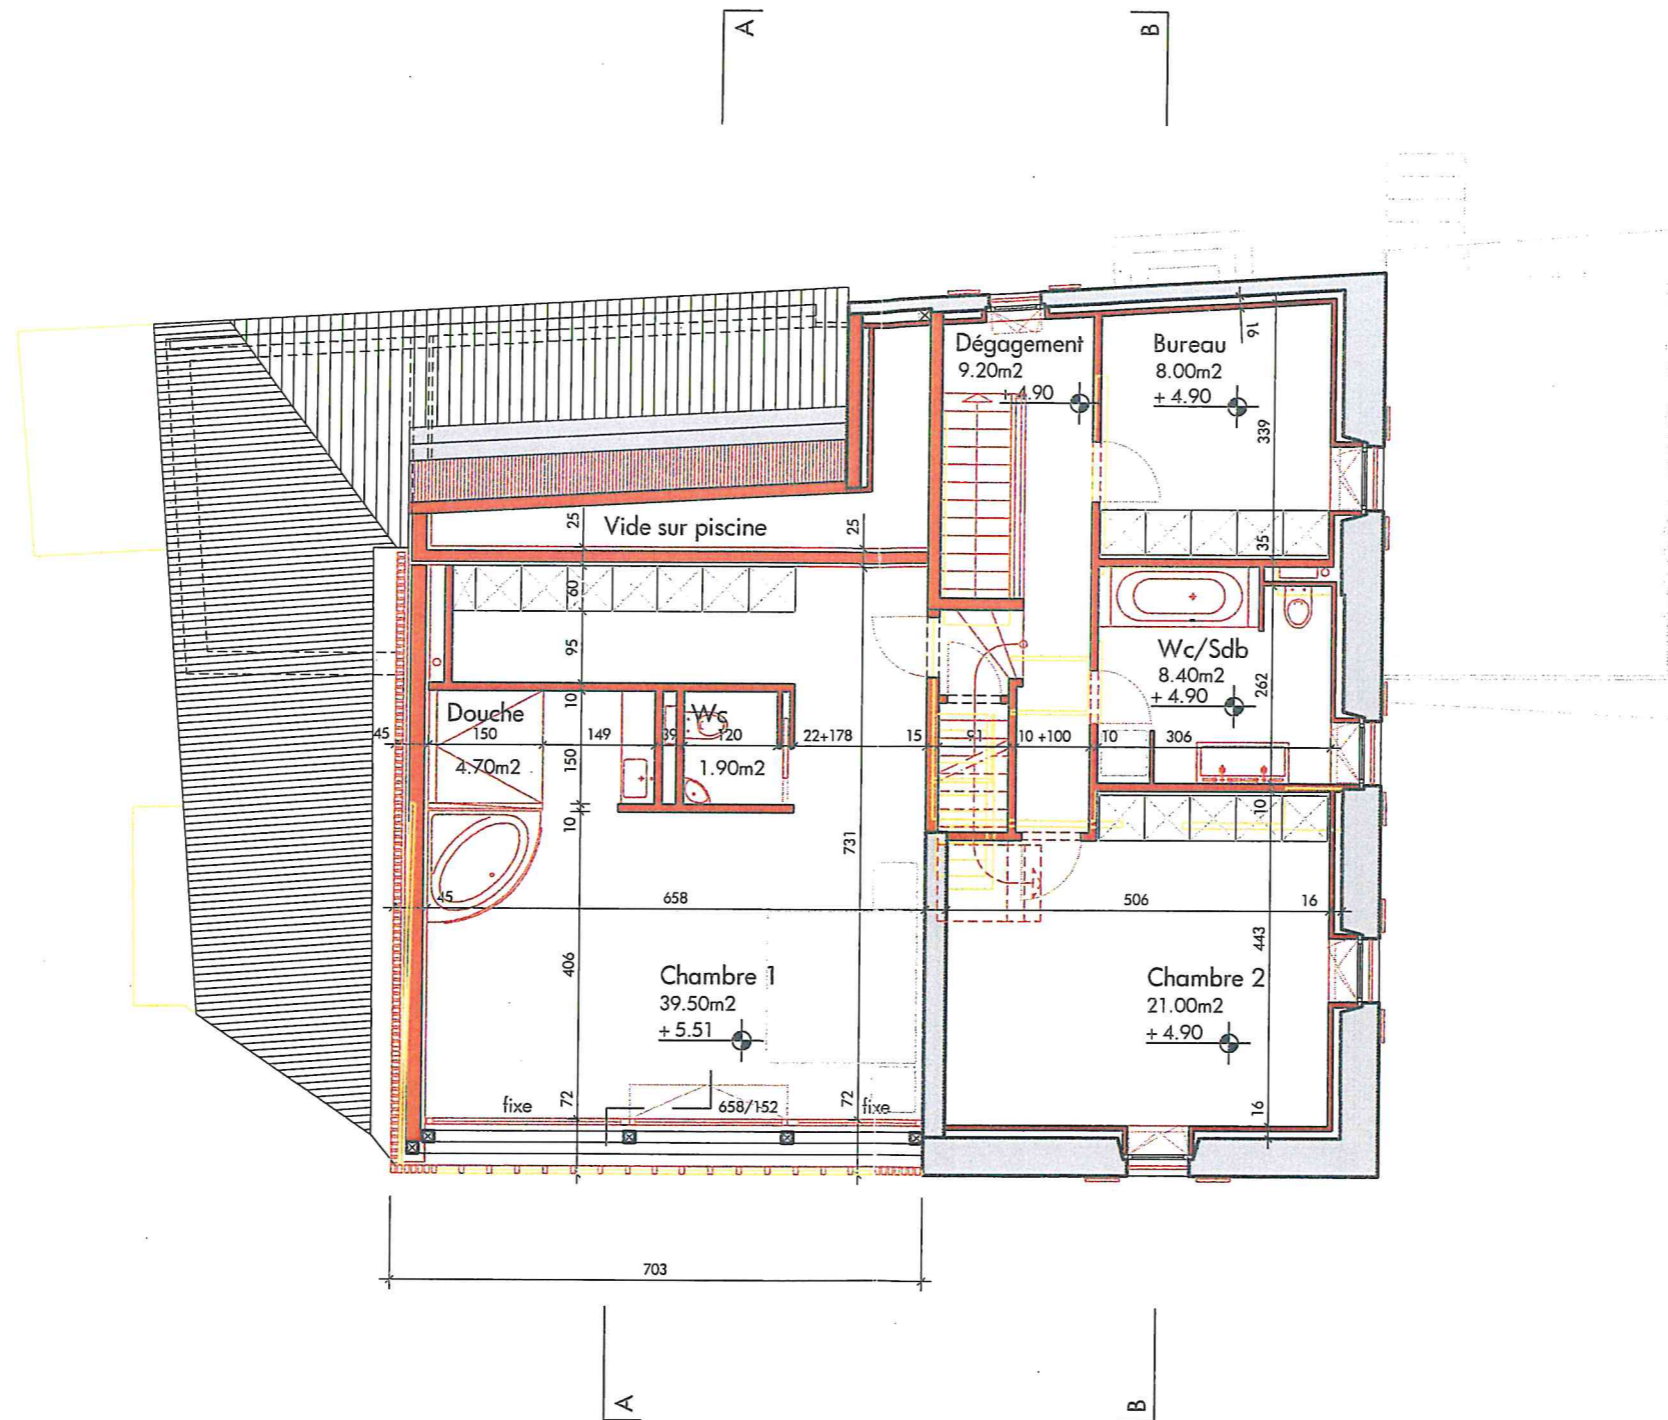 A
B
Dégagement
9.20m2
+ 4.90
Bureau
8.00m2
+ 4.90
16
339
35
25
Vide sur piscine
25
60
95
Wc/Sdb
8.40m2
+ 4.90
262
Douche
10
Wc
45
150
149
39
120
22+178
15
91
10 +100
10
306
4.70m2
150
1.90m2
10
10
731
45
658
506
16
406
443
Chambre 1
39.50m2
+ 5.51
Chambre 2
21.00m2
+ 4.90
fixe
72
658/152
72
fixe
16
703
A
B